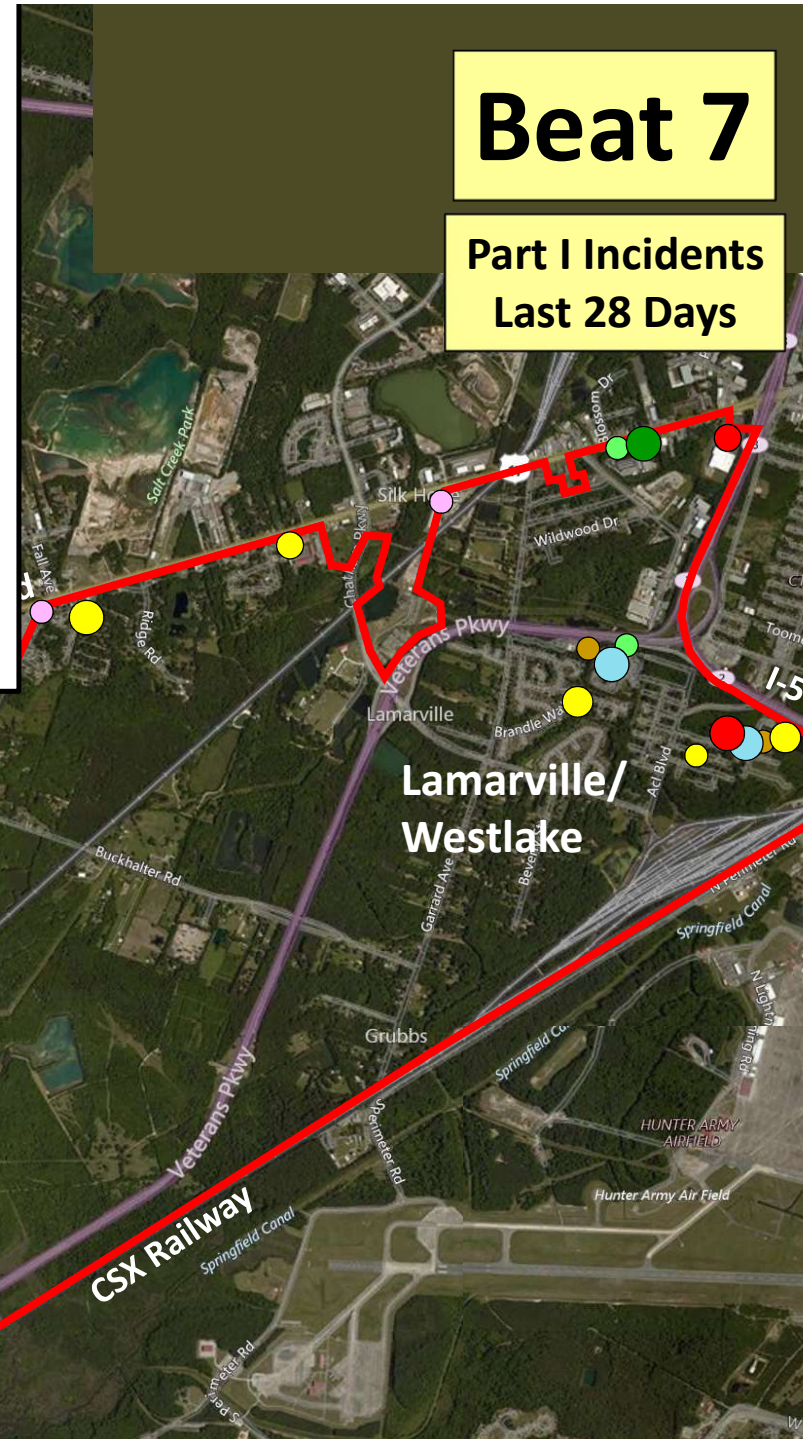 Beat 7
Part I Incidents
Last 28 Days
Salt Creek Park
Blossom Dr
Silk Hope
Wildwood Dr
Fall Ave
Ridge Rd
Veterans Pkwy
Lamarville
Brandle
I-5
Acl Blvd
Lamarville/
Westlake
Buckhalter Rd
Garrard Ave
N Perimeter Rd
Springfield Canal
Grubbs
Springfield
S Perimeter Rd
Veterans Pkwy
HUNTER ARMY
AIRFIELD
Hunter Army Air Field
CSX Railway
Springfield Canal
S Perimeter Rd